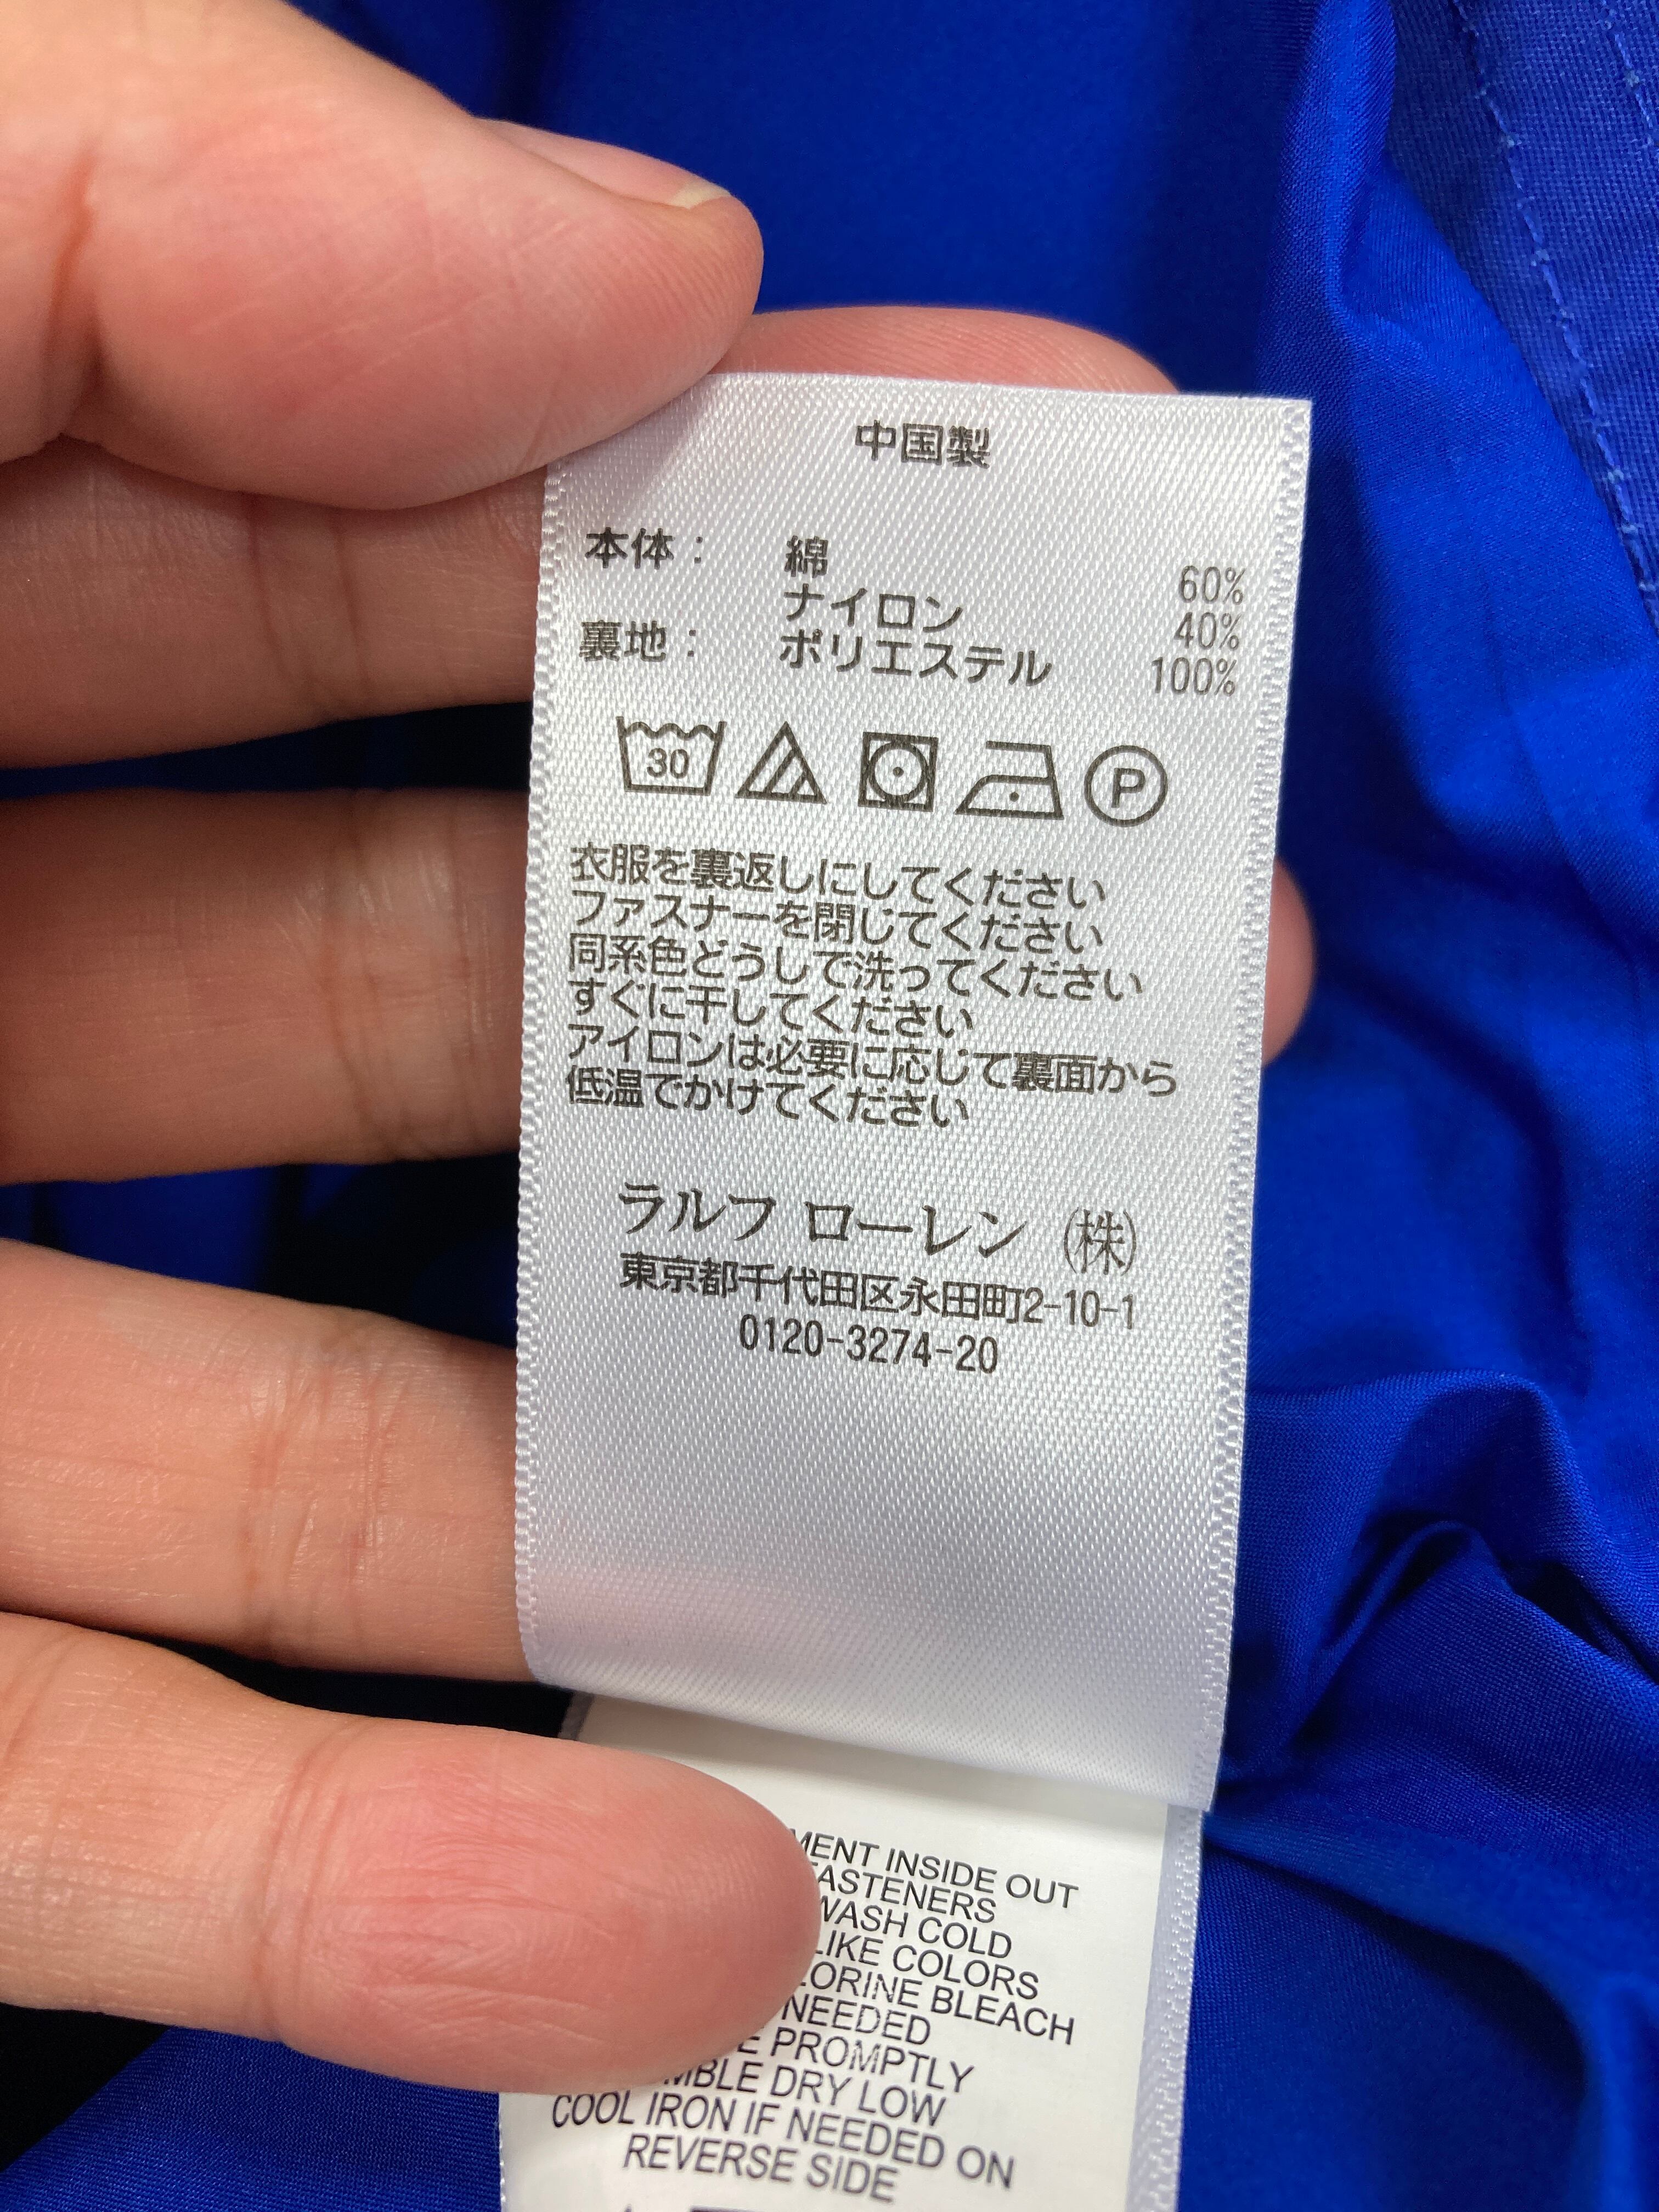 中国製
本体： 綿 60%
ナイロン 40%
裏地： ポリエステル 100%
30
P
衣服を裏返しにしてください
ファスナーを閉じてください
同系色どうしで洗ってください
すぐに干してください
アイロンは必要に応じて裏面から
低温でかけてください
ラルフ ローレン ㈱
東京都千代田区永田町2-10-1
0120-3274-20
INSIDE OUT
WASH COLD
LIKE COLORS
BLEACH
NEEDED
PROMPTLY
DRY LOW
COOL IRON IF NEEDED ON
REVERSE SIDE